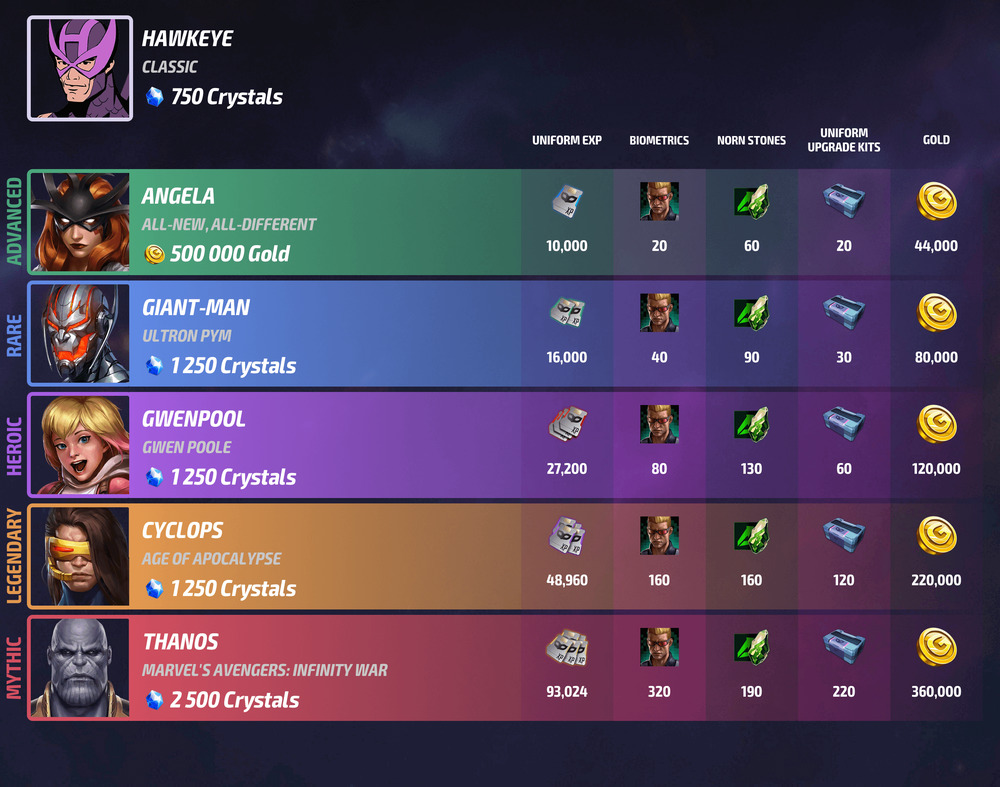 HAWKEYE
CLASSIC
750 Crystals
UNIFORM EXP
BIOMETRICS
NORN STONES
UNIFORM
UPGRADE KITS
GOLD
ADVANCED
ANGELA
ALL-NEW, ALL-DIFFERENT
500 000 Gold
10,000
20
60
20
44,000
RARE
GIANT-MAN
ULTRON PYM
1 250 Crystals
16,000
40
90
30
80,000
HEROIC
GWENPOOL
GWEN POOLE
1 250 Crystals
27,200
80
130
60
120,000
LEGENDARY
CYCLOPS
AGE OF APOCALYPSE
1 250 Crystals
48,960
160
160
120
220,000
MYTHIC
THANOS
MARVEL'S AVENGERS: INFINITY WAR
2 500 Crystals
93,024
320
190
220
360,000